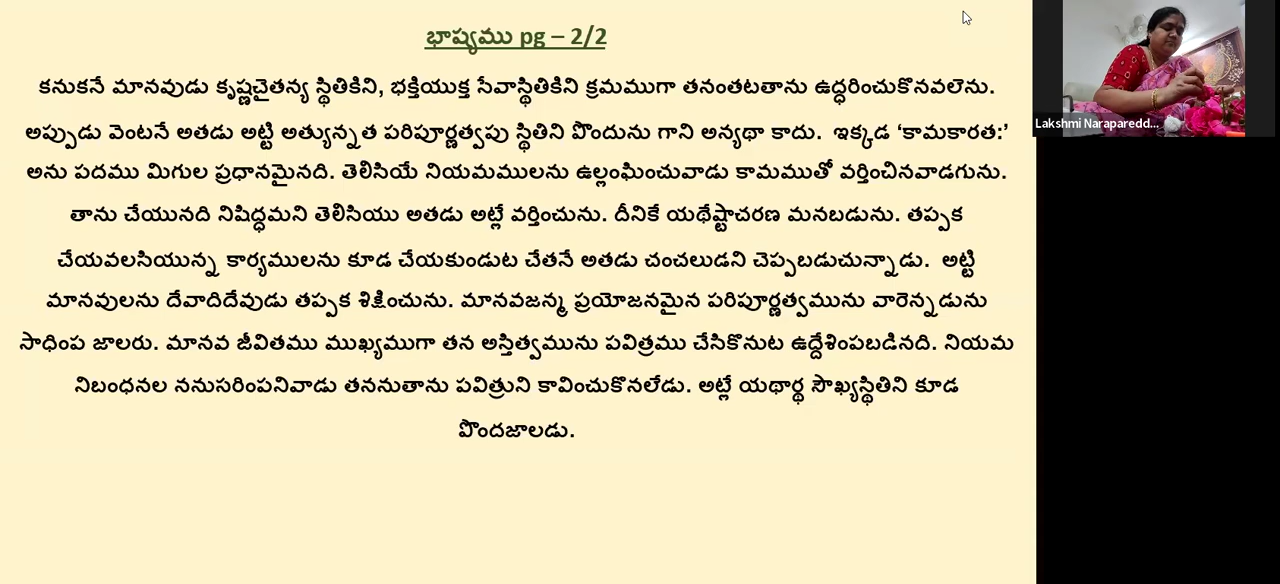 భాష్యము pg – 2/2
కనుకనే మానవుడు కృష్ణచైతన్య స్థితికిని, భక్తియుక్త సేవాస్థితికిని క్రమముగా తనంతటతాను ఉద్ధరించుకొనవలెను.
అప్పుడు వెంటనే అతడు అట్టి అత్యున్నత పరిపూర్ణత్వపు స్థితిని పొందును గాని అన్యథా కాదు. ఇక్కడ ‘కామకారత:’
అను పదము మిగుల ప్రధానమైనది. తెలిసియే నియమములను ఉల్లంఘించువాడు కామముతో వర్తించినవాడగును.
తాను చేయునది నిషిద్ధమని తెలిసియు అతడు అట్లే వర్తించును. దీనికే యథేష్టాచరణ మనబడును. తప్పక
చేయవలసియున్న కార్యములను కూడ చేయకుండుట చేతనే అతడు చంచలుడని చెప్పబడుచున్నాడు. అట్టి
మానవులను దేవాదిదేవుడు తప్పక శిక్షించును. మానవజన్మ ప్రయోజనమైన పరిపూర్ణత్వమును వారెన్నడును
సాధింప జాలరు. మానవ జీవితము ముఖ్యముగా తన అస్తిత్వమును పవిత్రము చేసికొనుట ఉద్దేశింపబడినది. నియమ
నిబంధనల ననుసరింపనివాడు తననుతాను పవిత్రుని కావించుకొనలేడు. అట్లే యథార్థ సౌఖ్యస్థితిని కూడ
పొందజాలడు.
Lakshmi Naraparedd...